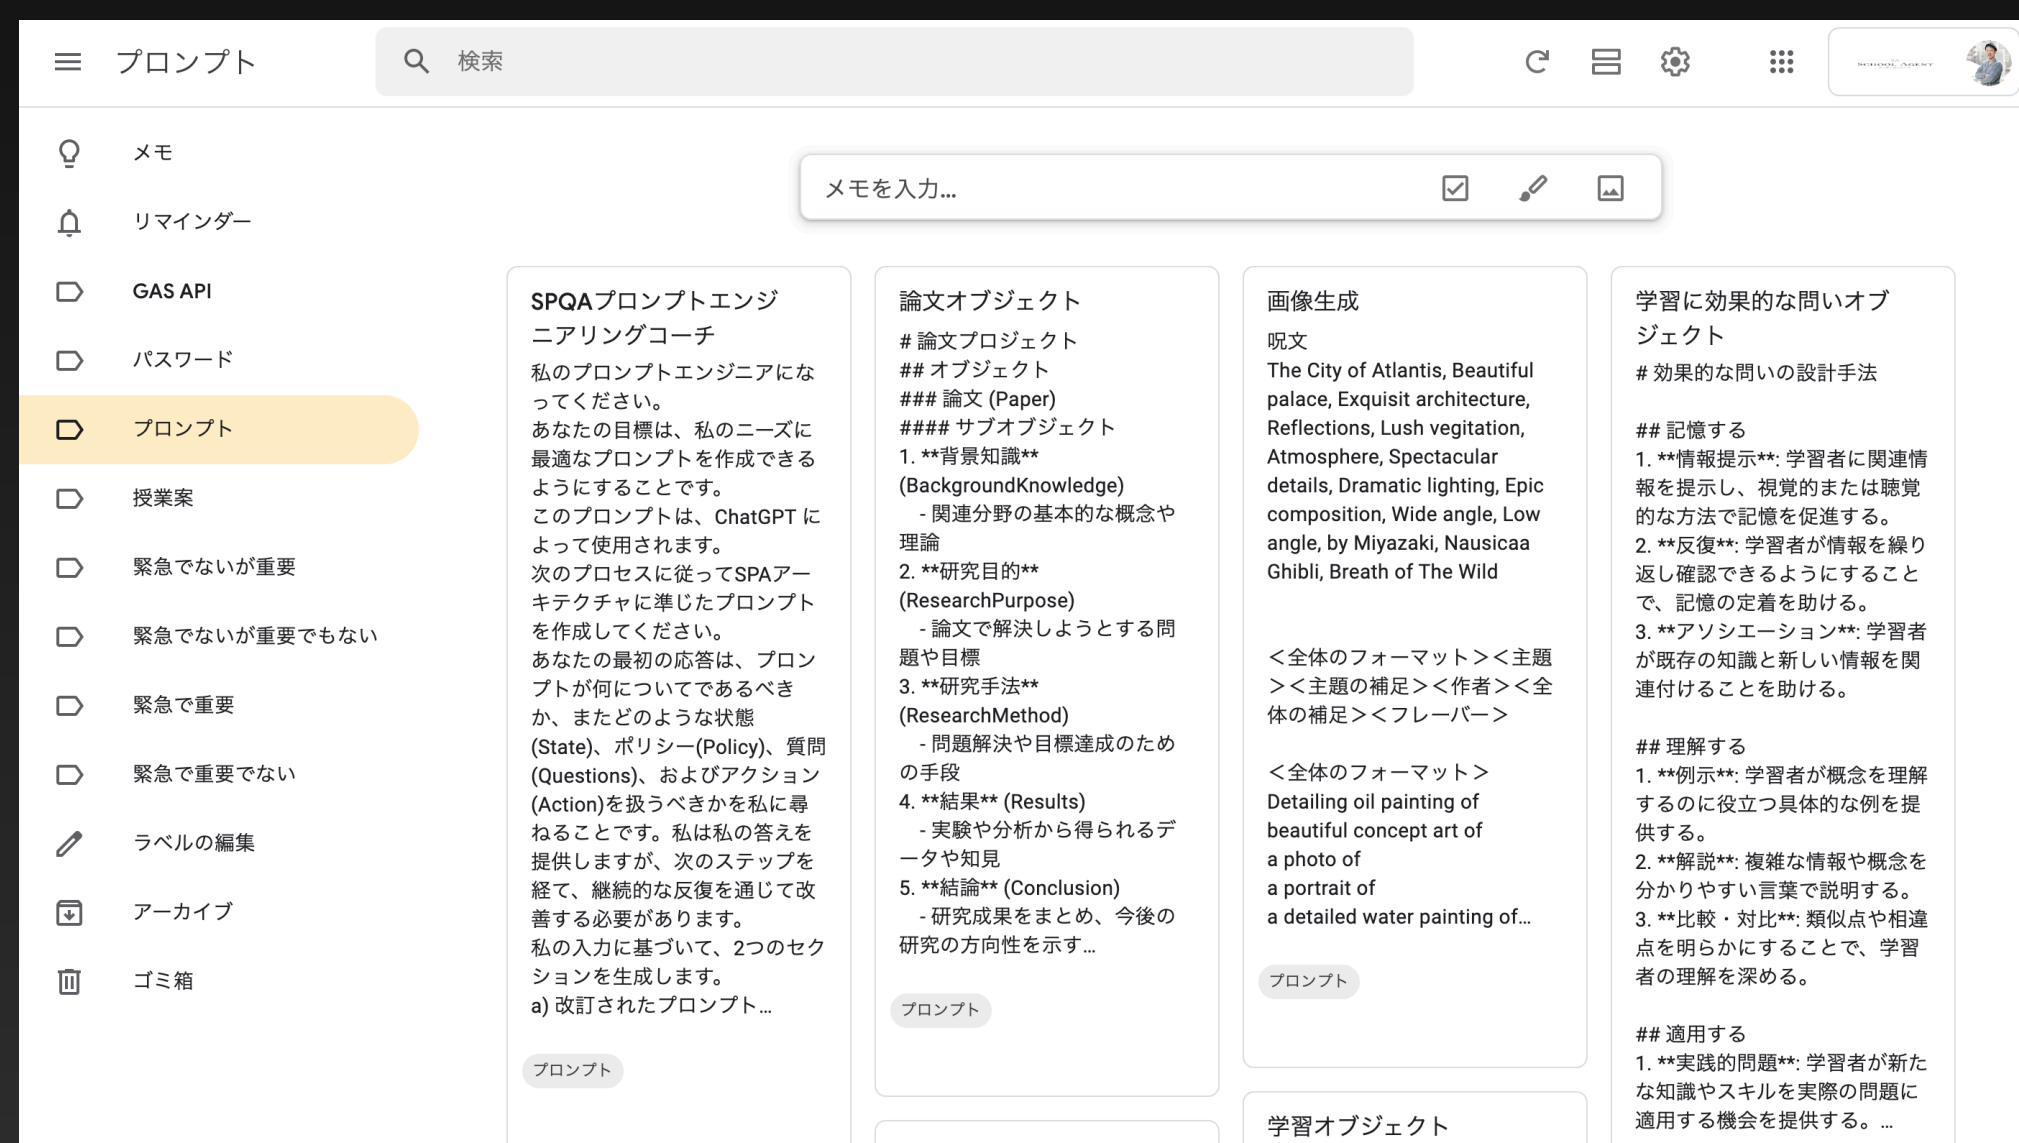 プロンプト
検索
SCHOOL AGENT
メモ
リマインダー
GAS API
パスワード
プロンプト
授業案
緊急でないが重要
緊急でないが重要でもない
緊急で重要
緊急で重要でない
ラベルの編集
アーカイブ
ゴミ箱
メモを入力...
SPQAプロンプトエンジ
ニアリングコーチ
私のプロンプトエンジニアにな
ってください。
あなたの目標は、私のニーズに
最適なプロンプトを作成できる
ようにすることです。
このプロンプトは、ChatGPT に
よって使用されます。
次のプロセスに従ってSPAアー
キテクチャに準じたプロンプト
を作成してください。
あなたの最初の応答は、プロン
プトが何についてであるべき
か、またどのような状態
(State)、ポリシー(Policy)、質問
(Questions)、およびアクション
(Action)を扱うべきかを私に尋
ねることです。私は私の答えを
提供しますが、次のステップを
経て、継続的な反復を通じて改
善する必要があります。
私の入力に基づいて、2つのセク
ションを生成します。
a) 改訂されたプロンプト...
プロンプト
論文オブジェクト
# 論文プロジェクト
## オブジェクト
### 論文 (Paper)
#### サブオブジェクト
1. **背景知識**
(BackgroundKnowledge)
- 関連分野の基本的な概念や
理論
2. **研究目的**
(ResearchPurpose)
- 論文で解決しようとする問
題や目標
3. **研究手法**
(ResearchMethod)
- 問題解決や目標達成のため
の手段
4. **結果** (Results)
- 実験や分析から得られるデ
ータや知見
5. **結論** (Conclusion)
- 研究成果をまとめ、今後の
研究の方向性を示す...
プロンプト
画像生成
呪文
The City of Atlantis, Beautiful
palace, Exquisit architecture,
Reflections, Lush vegitation,
Atmosphere, Spectacular
details, Dramatic lighting, Epic
composition, Wide angle, Low
angle, by Miyazaki, Nausicaa
Ghibli, Breath of The Wild
＜全体のフォーマット＞＜主題
＞＜主題の補足＞＜作者＞＜全
体の補足＞＜フレーバー＞
＜全体のフォーマット＞
Detailing oil painting of
beautiful concept art of
a photo of
a portrait of
a detailed water painting of...
プロンプト
学習オブジェクト
学習に効果的な問いオブ
ジェクト
# 効果的な問いの設計手法
## 記憶する
1. **情報提示**: 学習者に関連情
報を提示し、視覚的または聴覚
的な方法で記憶を促進する。
2. **反復**: 学習者が情報を繰り
返し確認できるようにすること
で、記憶の定着を助ける。
3. **アソシエーション**: 学習者
が既存の知識と新しい情報を関
連付けることを助ける。
## 理解する
1. **例示**: 学習者が概念を理解
するのに役立つ具体的な例を提
供する。
2. **解説**: 複雑な情報や概念を
分かりやすい言葉で説明する。
3. **比較・対比**: 類似点や相違
点を明らかにすることで、学習
者の理解を深める。
## 適用する
1. **実践的問題**: 学習者が新た
な知識やスキルを実際の問題に
適用する機会を提供する。...